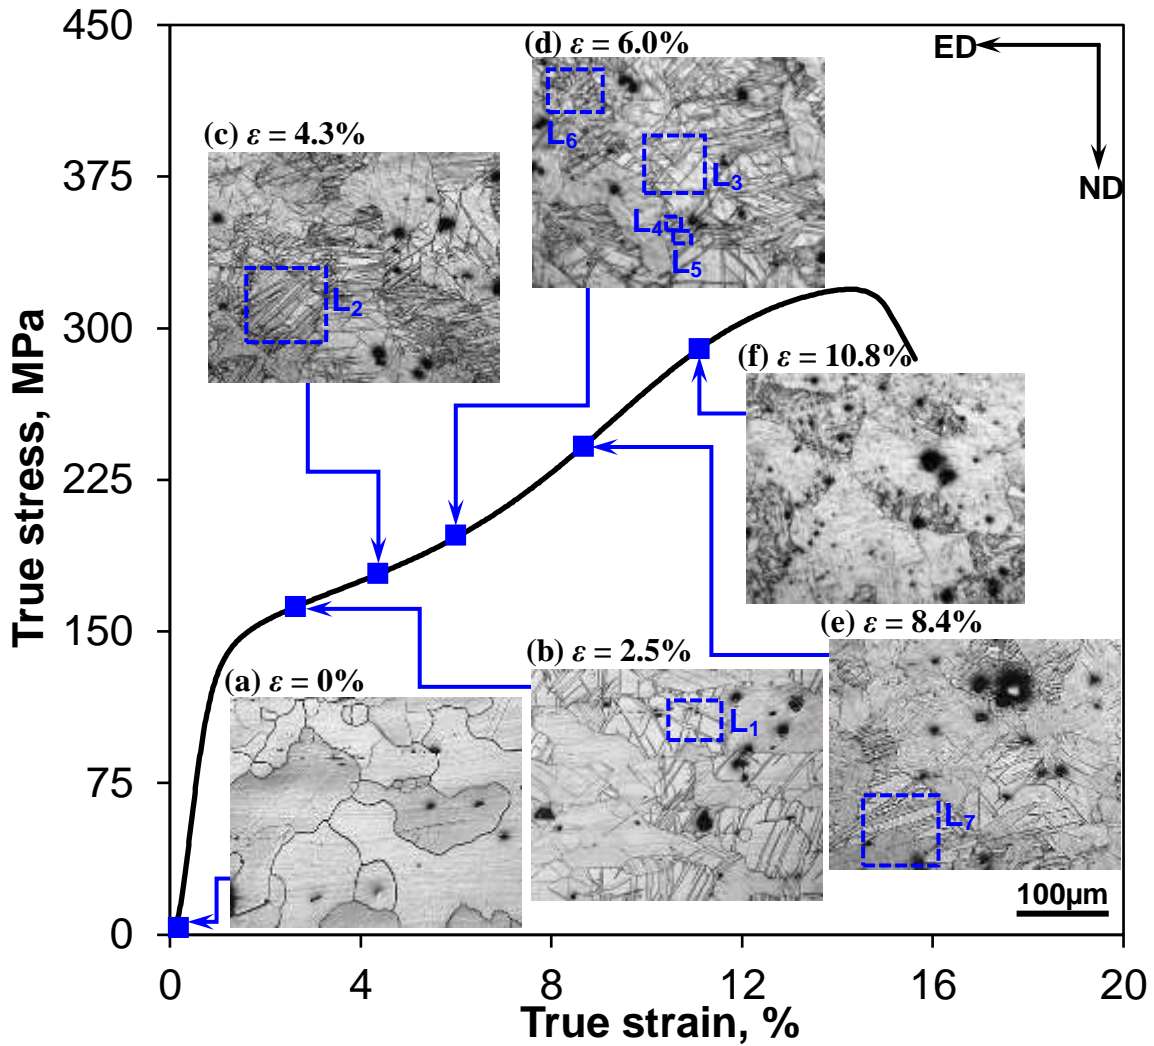 450
375
300
225
150
75
0
True stress, MPa
0
4
8
12
16
20
True strain, %
ED
ND
(d) ε = 6.0%
L6
L3
L4
L5
(c) ε = 4.3%
L2
(f) ε = 10.8%
(e) ε = 8.4%
L7
(b) ε = 2.5%
L1
(a) ε = 0%
100µm